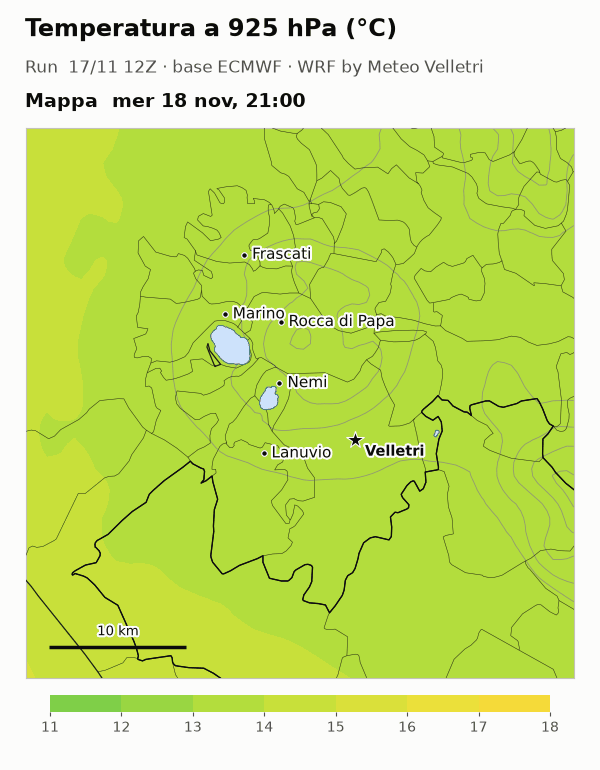 Temperatura a 925 hPa (°C)
Run  17/11 12Z · base ECMWF · WRF by Meteo Velletri
Mappa  mer 18 nov, 21:00
Frascati
Marino
Rocca di Papa
Nemi
Velletri
Lanuvio
10 km
11 12 13 14 15 16 17 18